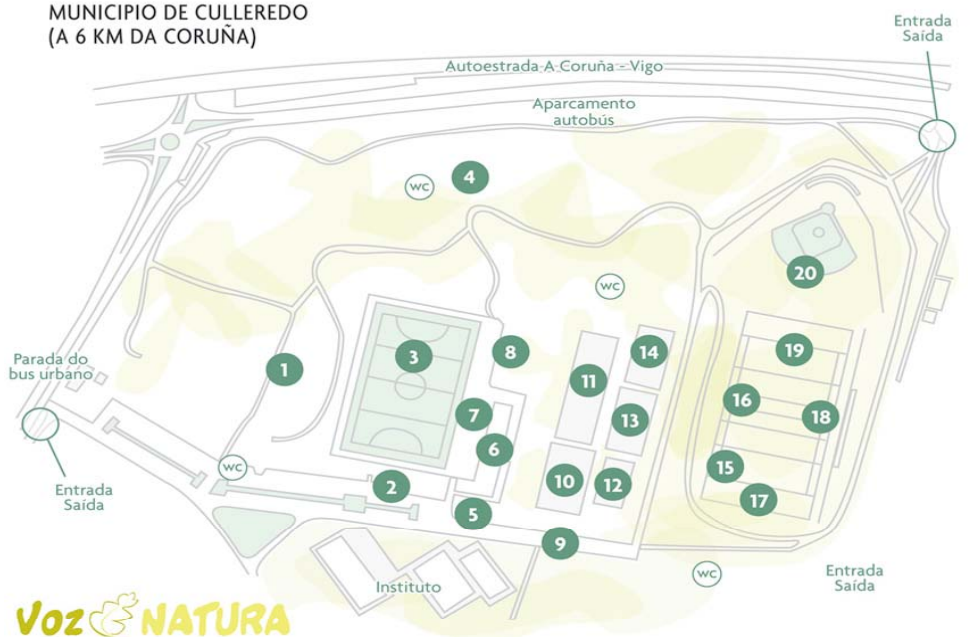 MUNICIPIO DE CULLEREDO
(A 6 KM DA CORUÑA)
Entrada
Saída
Autoestrada A Coruña - Vigo
Aparcamento
autobús
WC
4
20
WC
14
19
8
3
1
11
Parada do
bus urbano
16
18
7
13
6
WC
15
10
12
2
17
Entrada
Saída
5
9
WC
Entrada
Saída
Instituto
Voz NATURA